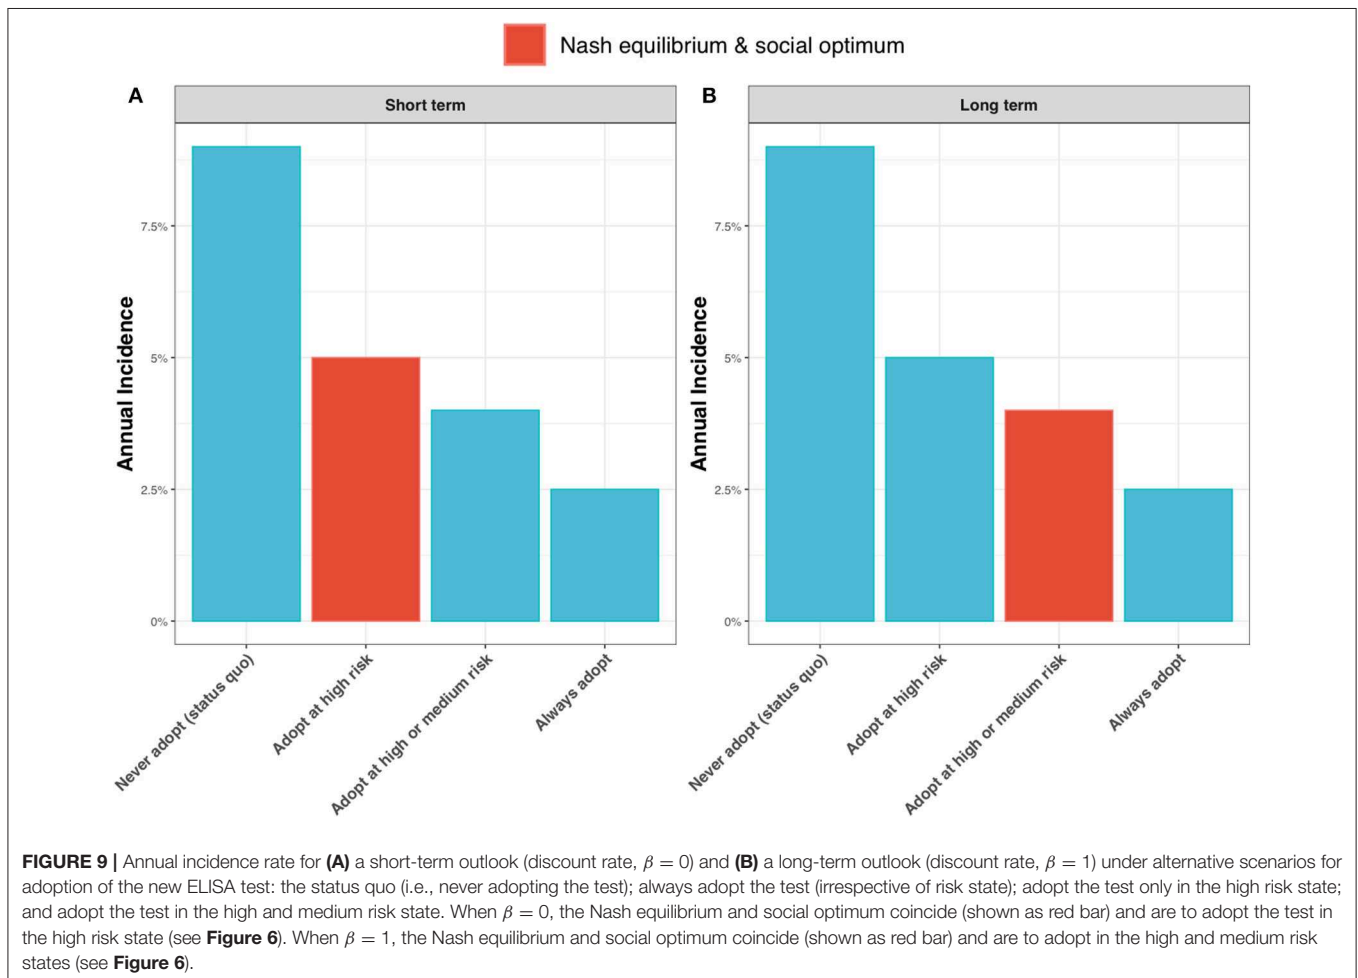 Nash equilibrium & social optimum
A
Short term
Annual Incidence
7.5%
5%
2.5%
0%
Never adopt (status quo)
Adopt at high risk
Adopt at high or medium risk
Always adopt
B
Long term
Annual Incidence
7.5%
5%
2.5%
0%
Never adopt (status quo)
Adopt at high risk
Adopt at high or medium risk
Always adopt
FIGURE 9 | Annual incidence rate for (A) a short-term outlook (discount rate, β = 0) and (B) a long-term outlook (discount rate, β = 1) under alternative scenarios for
adoption of the new ELISA test: the status quo (i.e., never adopting the test); always adopt the test (irrespective of risk state); adopt the test only in the high risk state;
and adopt the test in the high and medium risk state. When β = 0, the Nash equilibrium and social optimum coincide (shown as red bar) and are to adopt the test in
the high risk state (see Figure 6). When β = 1, the Nash equilibrium and social optimum coincide (shown as red bar) and are to adopt in the high and medium risk
states (see Figure 6).